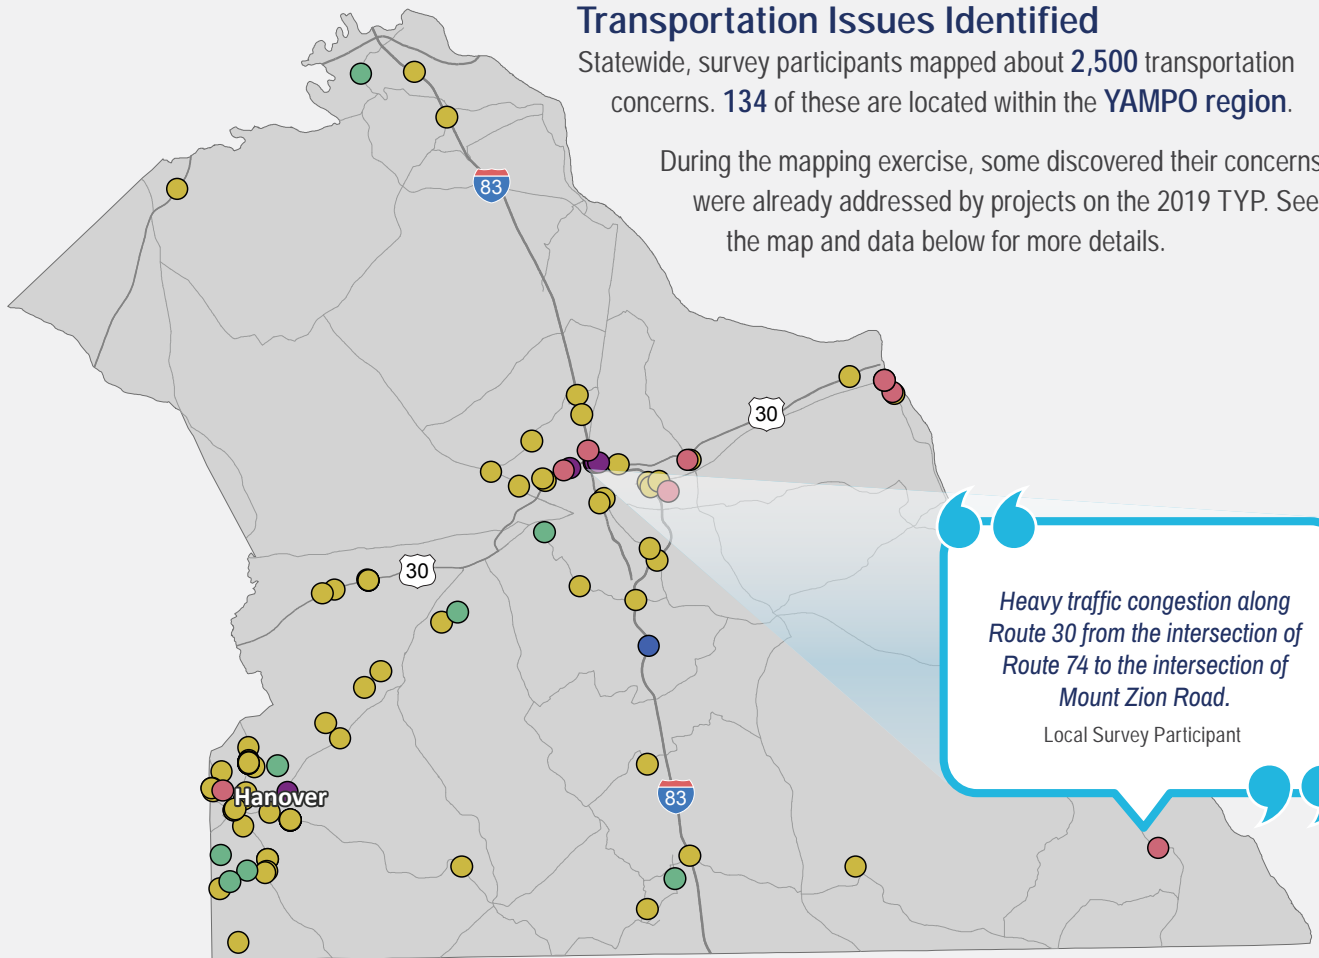 Transportation Issues Identified
Statewide, survey participants mapped about 2,500 transportation
concerns. 134 of these are located within the YAMPO region.
During the mapping exercise, some discovered their concerns
were already addressed by projects on the 2019 TYP. See
the map and data below for more details.
83
30
30
Heavy traffic congestion along
Route 30 from the intersection of
Route 74 to the intersection of
Mount Zion Road.
Local Survey Participant
Hanover
83